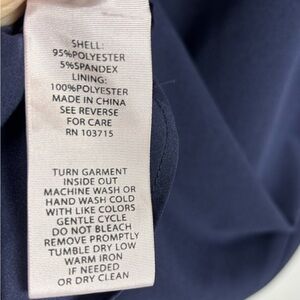 SHELL:
95%POLYESTER
5%SPANDEX
LINING:
100%POLYESTER
MADE IN CHINA
SEE REVERSE
FOR CARE
RN 103715
TURN GARMENT
INSIDE OUT
MACHINE WASH OR
HAND WASH COLD
WITH LIKE COLORS
GENTLE CYCLE
DO NOT BLEACH
REMOVE PROMPTLY
TUMBLE DRY LOW
WARM IRON
IF NEEDED
OR DRY CLEAN